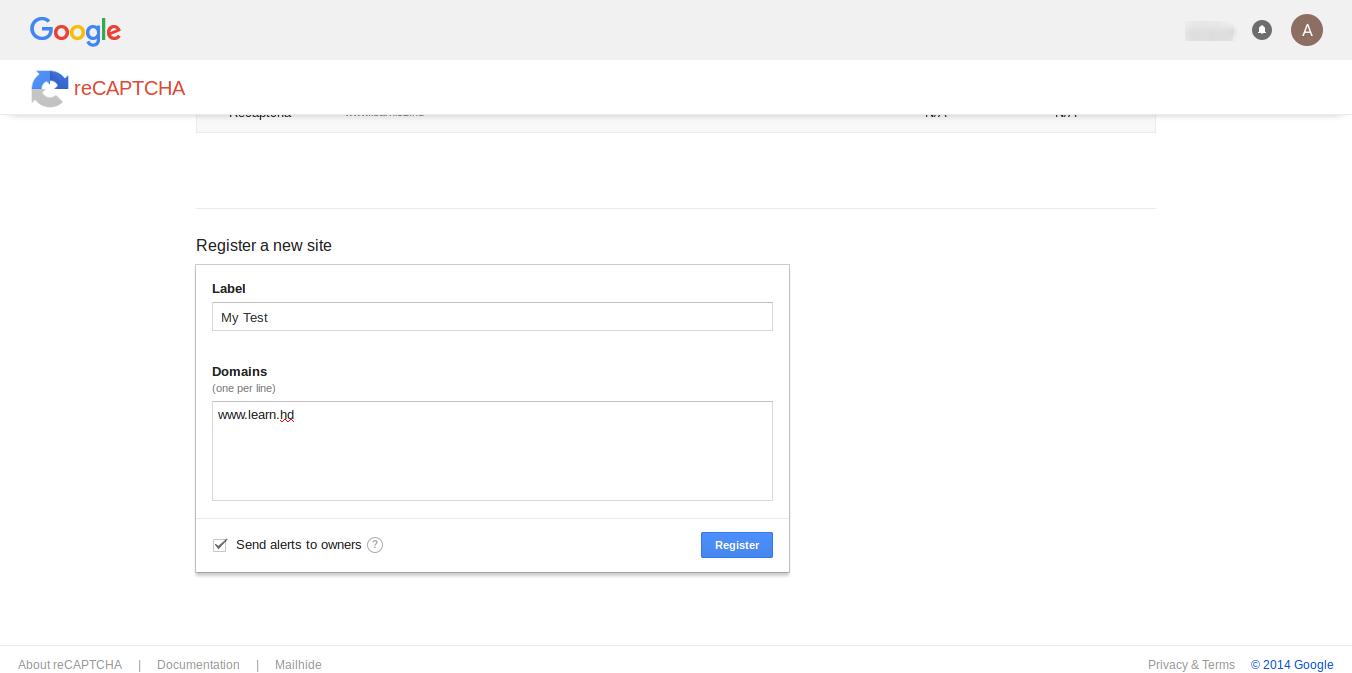 Google
A
reCAPTCHA
Recaptcha N/A N/A
Register a new site
Label
My Test
Domains
(one per line)
www.learn.hd
Send alerts to owners ?
Register
About reCAPTCHA | Documentation | Mailhide
Privacy & Terms © 2014 Google